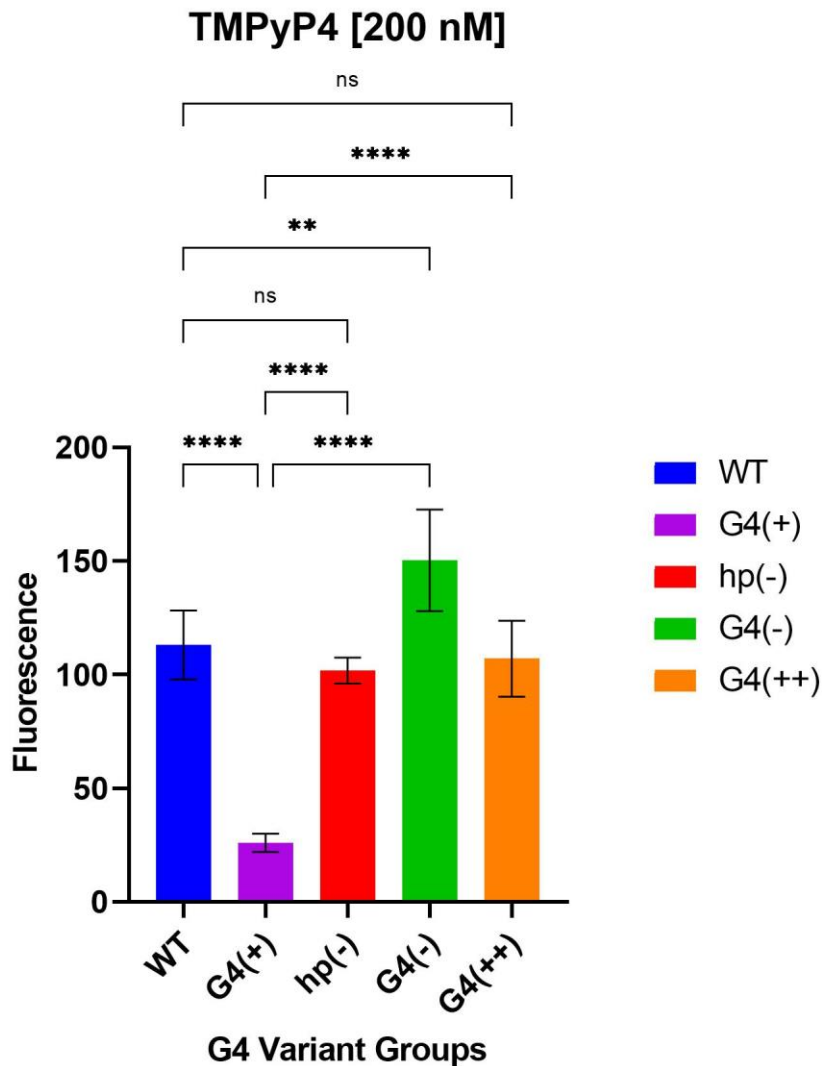 TMPyP4 [200 nM]
ns
****
**
ns
****
**** ****
200
150
100
50
0
Fluorescence
WT
G4(+)
hp(-)
G4(-)
G4(++)
G4 Variant Groups
WT
G4(+)
hp(-)
G4(-)
G4(++)